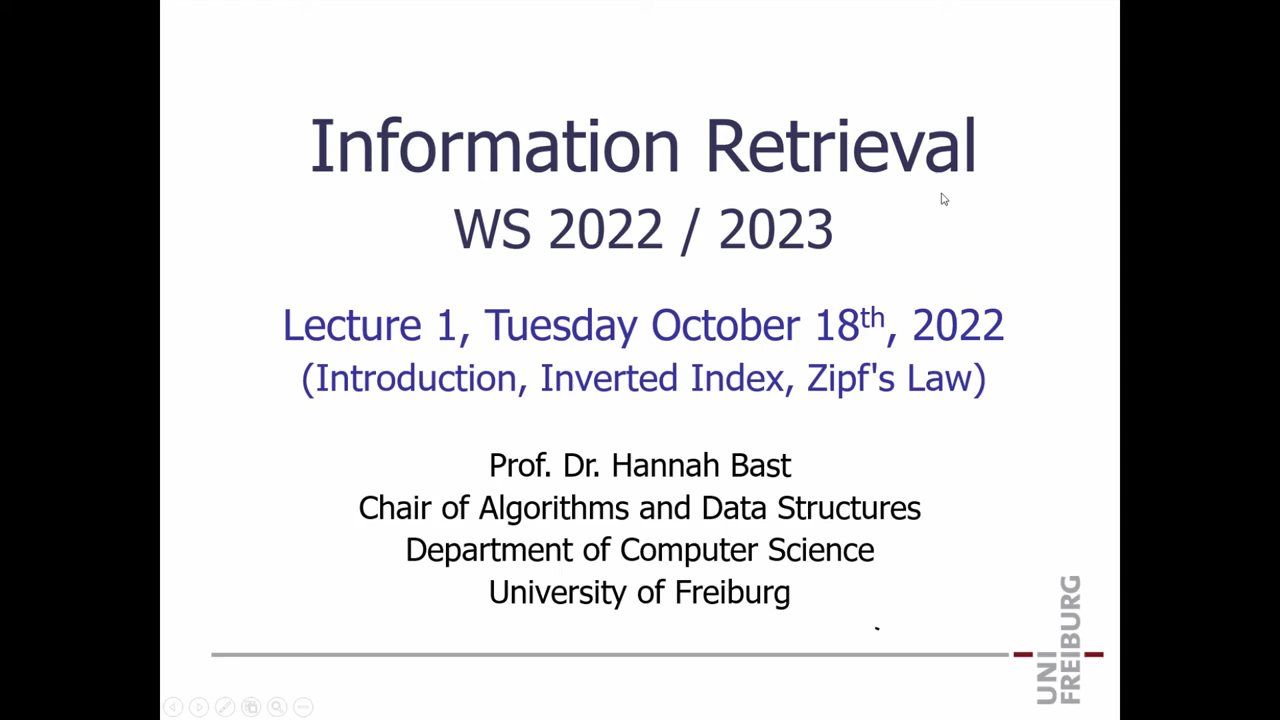 Information Retrieval
WS 2022 / 2023
Lecture 1, Tuesday October 18th, 2022
(Introduction, Inverted Index, Zipf's Law)
Prof. Dr. Hannah Bast
Chair of Algorithms and Data Structures
Department of Computer Science
University of Freiburg
UNI
FREIBURG